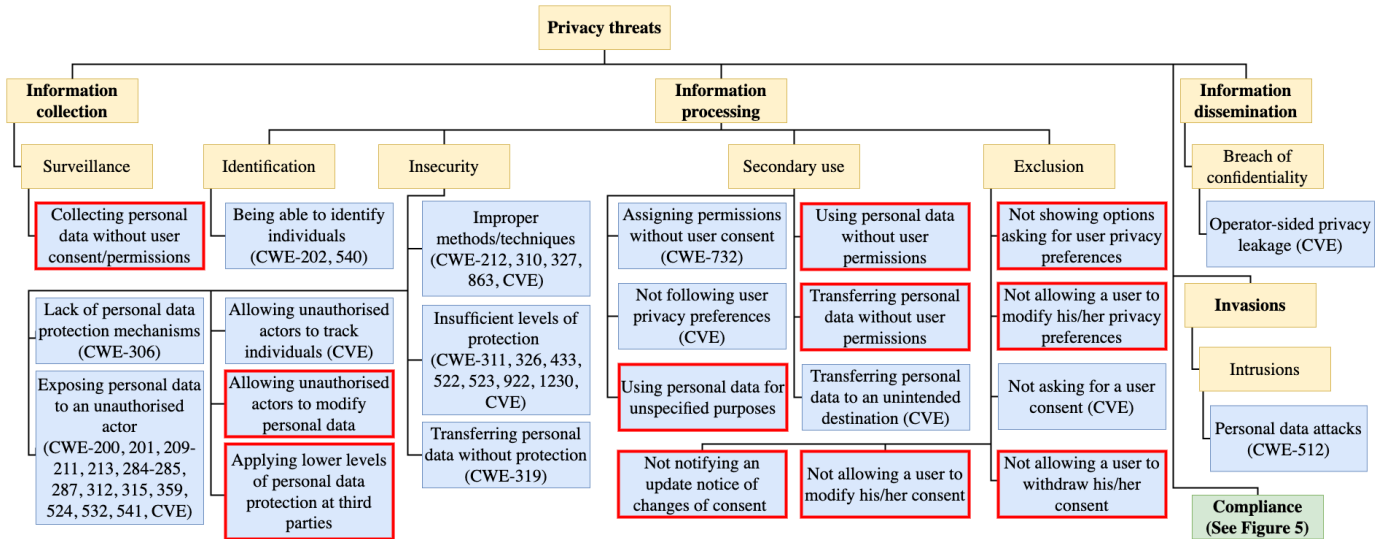 Privacy threats
Information
collection
Information
processing
Information
dissemination
Surveillance
Identification
Insecurity
Secondary use
Exclusion
Breach of
confidentiality
Collecting personal
data without user
consent/permissions
Being able to identify
individuals
(CWE-202, 540)
Improper
methods/techniques
(CWE-212, 310, 327,
863, CVE)
Assigning permissions
without user consent
(CWE-732)
Using personal data
without user
permissions
Not showing options
asking for user privacy
preferences
Operator-sided privacy
leakage (CVE)
Lack of personal data
protection mechanisms
(CWE-306)
Allowing unauthorised
actors to track
individuals (CVE)
Insufficient levels of
protection
(CWE-311, 326, 433,
522, 523, 922, 1230,
CVE)
Not following user
privacy preferences
(CVE)
Transferring personal
data without user
permissions
Not allowing a user to
modify his/her privacy
preferences
Invasions
Intrusions
Exposing personal data
to an unauthorised
actor
(CWE-200, 201, 209-
211, 213, 284-285,
287, 312, 315, 359,
524, 532, 541, CVE)
Allowing unauthorised
actors to modify
personal data
Using personal data for
unspecified purposes
Transferring personal
data to an unintended
destination (CVE)
Not asking for a user
consent (CVE)
Personal data attacks
(CWE-512)
Applying lower levels
of personal data
protection at third
parties
Transferring personal
data without protection
(CWE-319)
Not notifying an
update notice of
changes of consent
Not allowing a user to
modify his/her consent
Not allowing a user to
withdraw his/her
consent
Compliance
(See Figure 5)